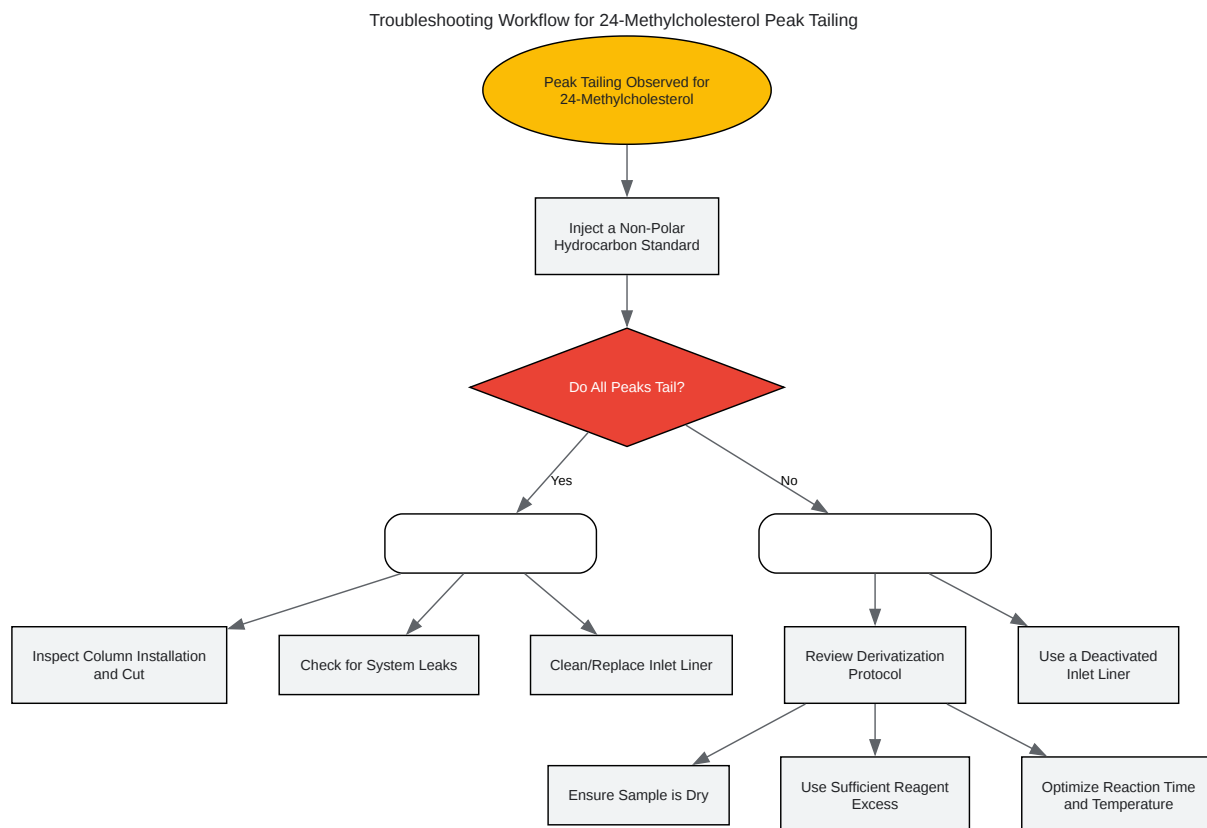 Troubleshooting Workflow for 24-Methylcholesterol Peak Tailing
Peak Tailing Observed for
24-Methylcholesterol
Inject a Non-Polar
Hydrocarbon Standard
Do All Peaks Tail?
Yes
No
Inspect Column Installation
and Cut
Check for System Leaks
Clean/Replace Inlet Liner
Review Derivatization
Protocol
Use a Deactivated
Inlet Liner
Ensure Sample is Dry
Use Sufficient Reagent
Excess
Optimize Reaction Time
and Temperature